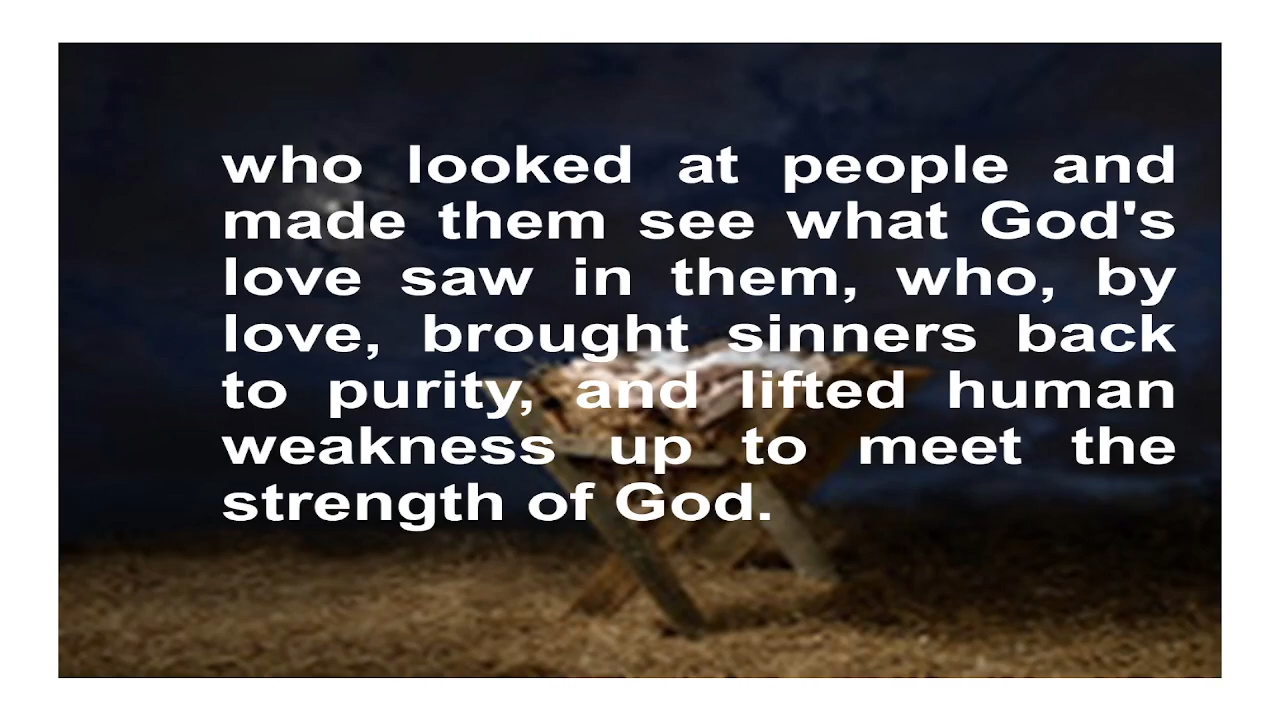 who looked at people and
made them see what God's
love saw in them, who, by
love, brought sinners back
to purity, and lifted human
weakness up to meet the
strength of God.